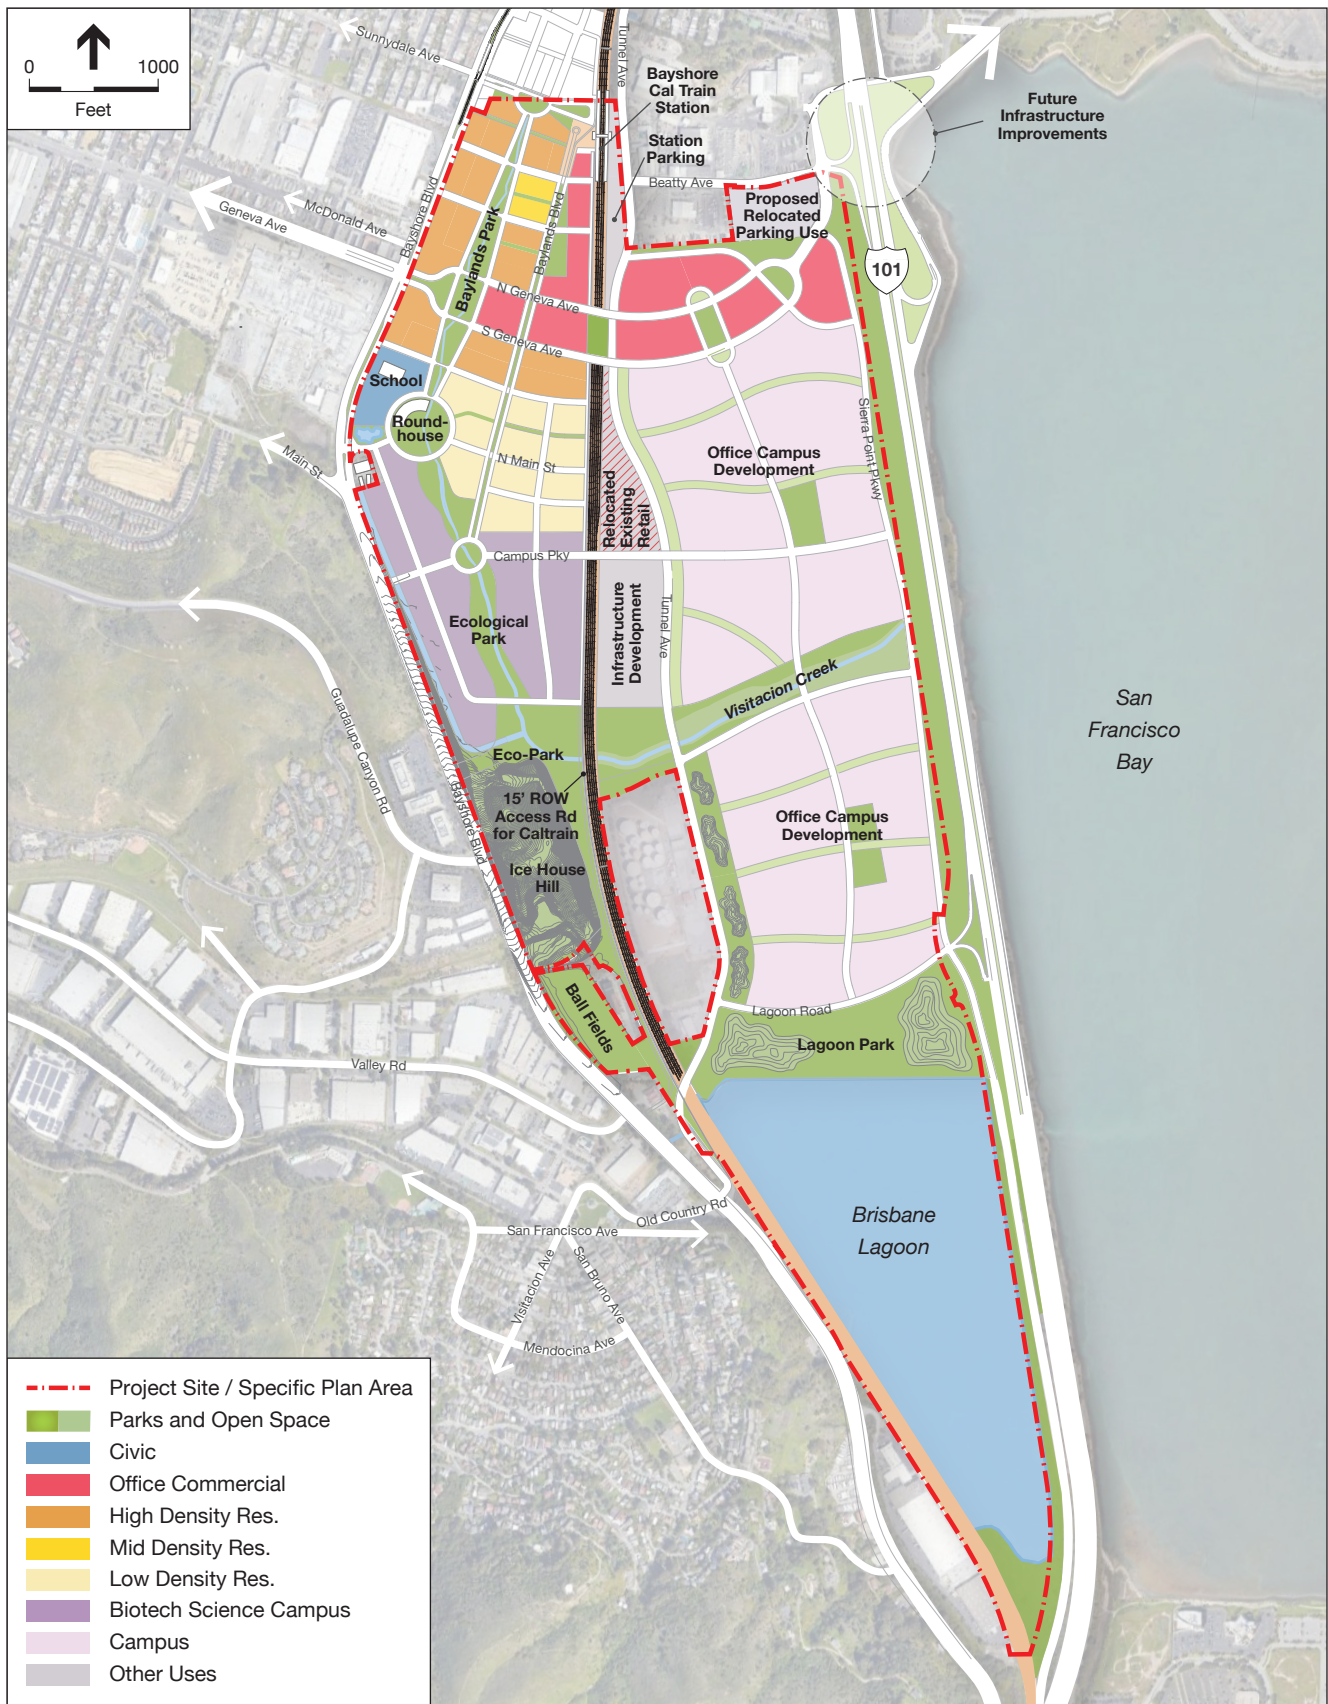 0 1000
Feet
Sunnydale Ave
Tunnel Ave
Bayshore
Cal Train
Station
Station
Parking
Future
Infrastructure
Improvements
Beatty Ave
Proposed
Relocated
Parking Use
101
Geneva Ave
McDonald Ave
Bayshore Blvd
Baylands Park
Baylands Blvd
N Geneva Ave
S Geneva Ave
School
Round-
house
Main St
N Main St
Relocated
Existing
Retail
Office Campus
Development
Sierra Point Pkwy
Campus Pky
Ecological
Park
Infrastructure
Development
Tunnel Ave
Visitacion Creek
San
Francisco
Bay
Guadalupe Canyon Rd
Bayshore Blvd
Eco-Park
15' ROW
Access Rd
for Caltrain
Ice House
Hill
Office Campus
Development
Ball Fields
Lagoon Road
Lagoon Park
Valley Rd
Brisbane
Lagoon
San Francisco Ave
Old Country Rd
Visitacion Ave
San Bruno Ave
Mendocina Ave
Project Site / Specific Plan Area
Parks and Open Space
Civic
Office Commercial
High Density Res.
Mid Density Res.
Low Density Res.
Biotech Science Campus
Campus
Other Uses